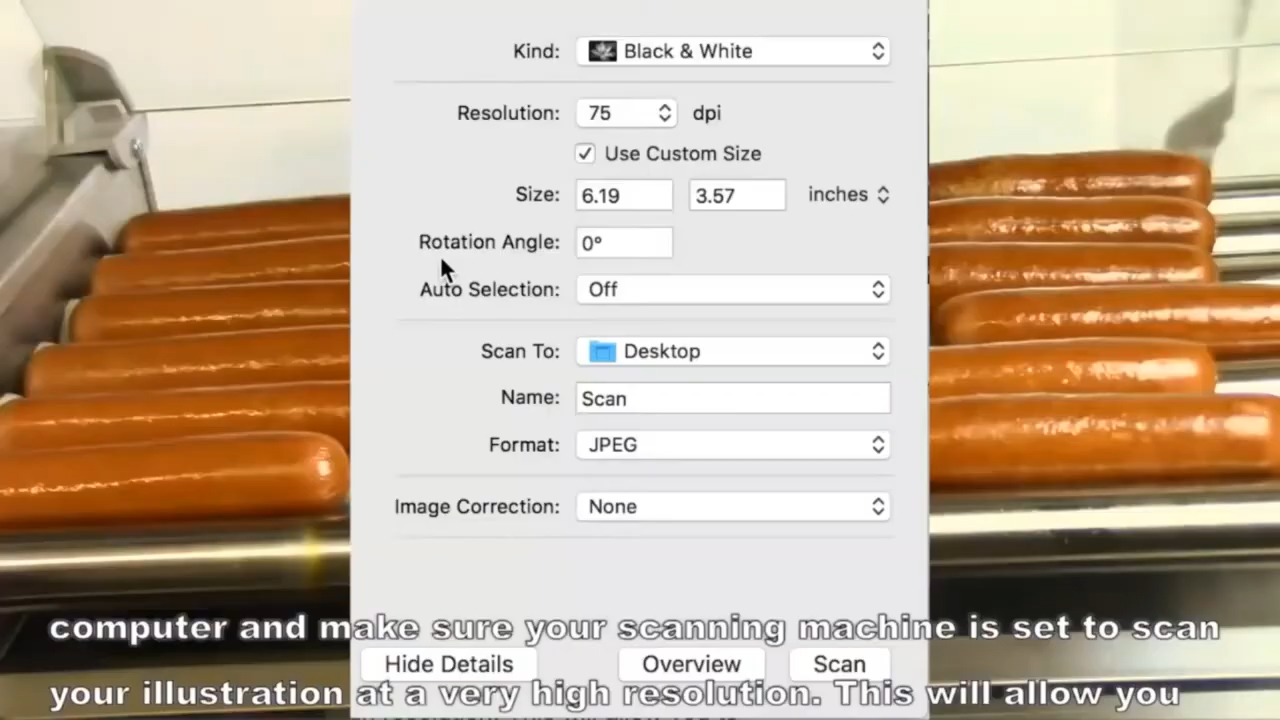 Kind: Black & White
Resolution: 75 dpi
Use Custom Size
Size: 6.19 3.57 inches
Rotation Angle: 0°
Auto Selection: Off
Scan To: Desktop
Name: Scan
Format: JPEG
Image Correction: None
computer and make sure your scanning machine is set to scan
Hide Details Overview Scan
your illustration at a very high resolution. This will allow you